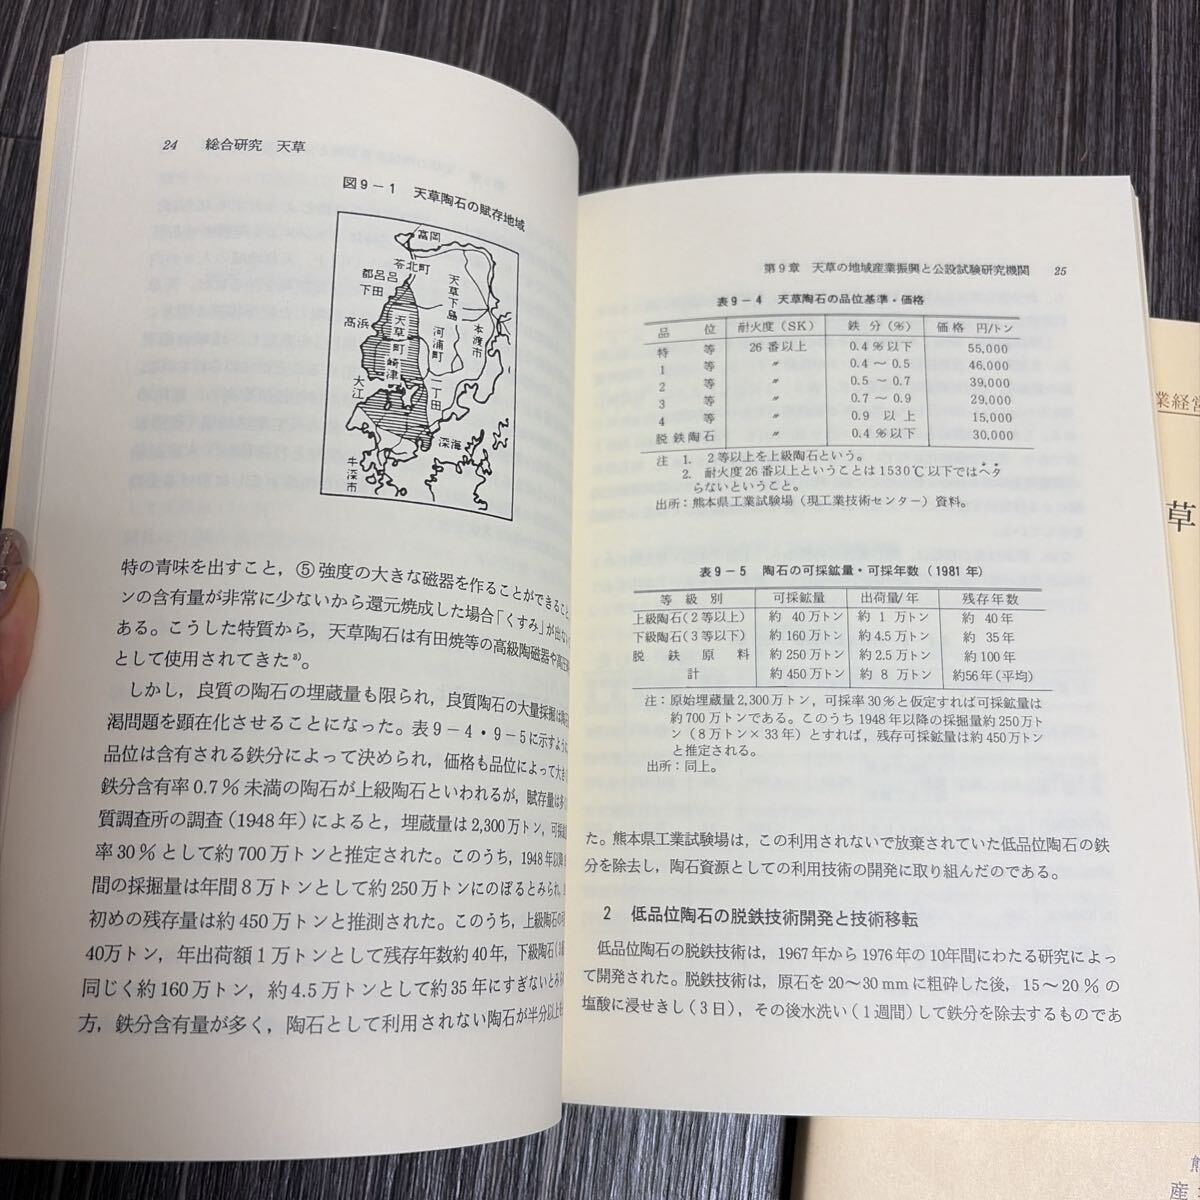 24　総合研究　天草
図9－1　天草陶石の賦存地域
富岡
苓北町
都呂呂
下田
天草下島
本渡市
高浜
天草町
河浦町
崎津
大江
一丁田
深海
牛深市
特の青味を出すこと，⑤強度の大きな磁器を作ることができること，
ンの含有量が非常に少ないから還元焼成した場合「くすみ」が出な
ある。こうした特質から，天草陶石は有田焼等の高級陶磁器や高圧
として使用されてきた³⁾。
しかし，良質の陶石の埋蔵量も限られ，良質陶石の大量採掘は
渇問題を顕在化させることになった。表9－4・9－5に示すように
品位は含有される鉄分によって決められ，価格も品位によって大き
鉄分含有率0.7％未満の陶石が上級陶石といわれるが，賦存量は多く
質調査所の調査（1948年）によると，埋蔵量は2,300万トン，可採
率30％として約700万トンと推定された。このうち，1948年以降
間の採掘量は年間8万トンとして約250万トンにのぼるとみられ，
初めの残存量は約450万トンと推測された。このうち，上級陶石の
40万トン，年出荷額1万トンとして残存年数約40年，下級陶石（
同じく約160万トン，約4.5万トンとして約35年にすぎないとみら
方，鉄分含有量が多く，陶石として利用されない陶石が半分以上
第9章　天草の地域産業振興と公設試験研究機関　25
表9－4　天草陶石の品位基準・価格
品　位　耐火度（SK）　鉄　分（％）　価格　円/トン
特　等　26番以上　0.4％以下　55,000
1　等　〃　0.4～0.5　46,000
2　等　〃　0.5～0.7　39,000
3　等　〃　0.7～0.9　29,000
4　等　〃　0.9以上　15,000
脱鉄陶石　〃　0.4％以下　30,000
注　1．2等以上を上級陶石という。
2．耐火度26番以上ということは1530℃以下ではへた
らないということ。
出所：熊本県工業試験場（現工業技術センター）資料。
表9－5　陶石の可採鉱量・可採年数（1981年）
等　級　別　可採鉱量　出荷量/年　残存年数
上級陶石（2等以上）　約　40万トン　約　1　万トン　約　40年
下級陶石（3等以下）　約160万トン　約4.5万トン　約　35年
脱　鉄　原　料　約250万トン　約2.5万トン　約100年
計　約450万トン　約　8　万トン　約56年（平均）
注：原始埋蔵量2,300万トン，可採率30％と仮定すれば可採鉱量は
約700万トンである。このうち1948年以降の採掘量約250万ト
ン（8万トン×33年）とすれば，残存可採鉱量は約450万トン
と推定される。
出所：同上。
た。熊本県工業試験場は，この利用されないで放棄されていた低品位陶石の鉄
分を除去し，陶石資源としての利用技術の開発に取り組んだのである。
2　低品位陶石の脱鉄技術開発と技術移転
低品位陶石の脱鉄技術は，1967年から1976年の10年間にわたる研究によっ
て開発された。脱鉄技術は，原石を20～30mmに粗砕した後，15～20％の
塩酸に浸せきし（3日），その後水洗い（1週間）して鉄分を除去するものであ
業経営
草
熊
産